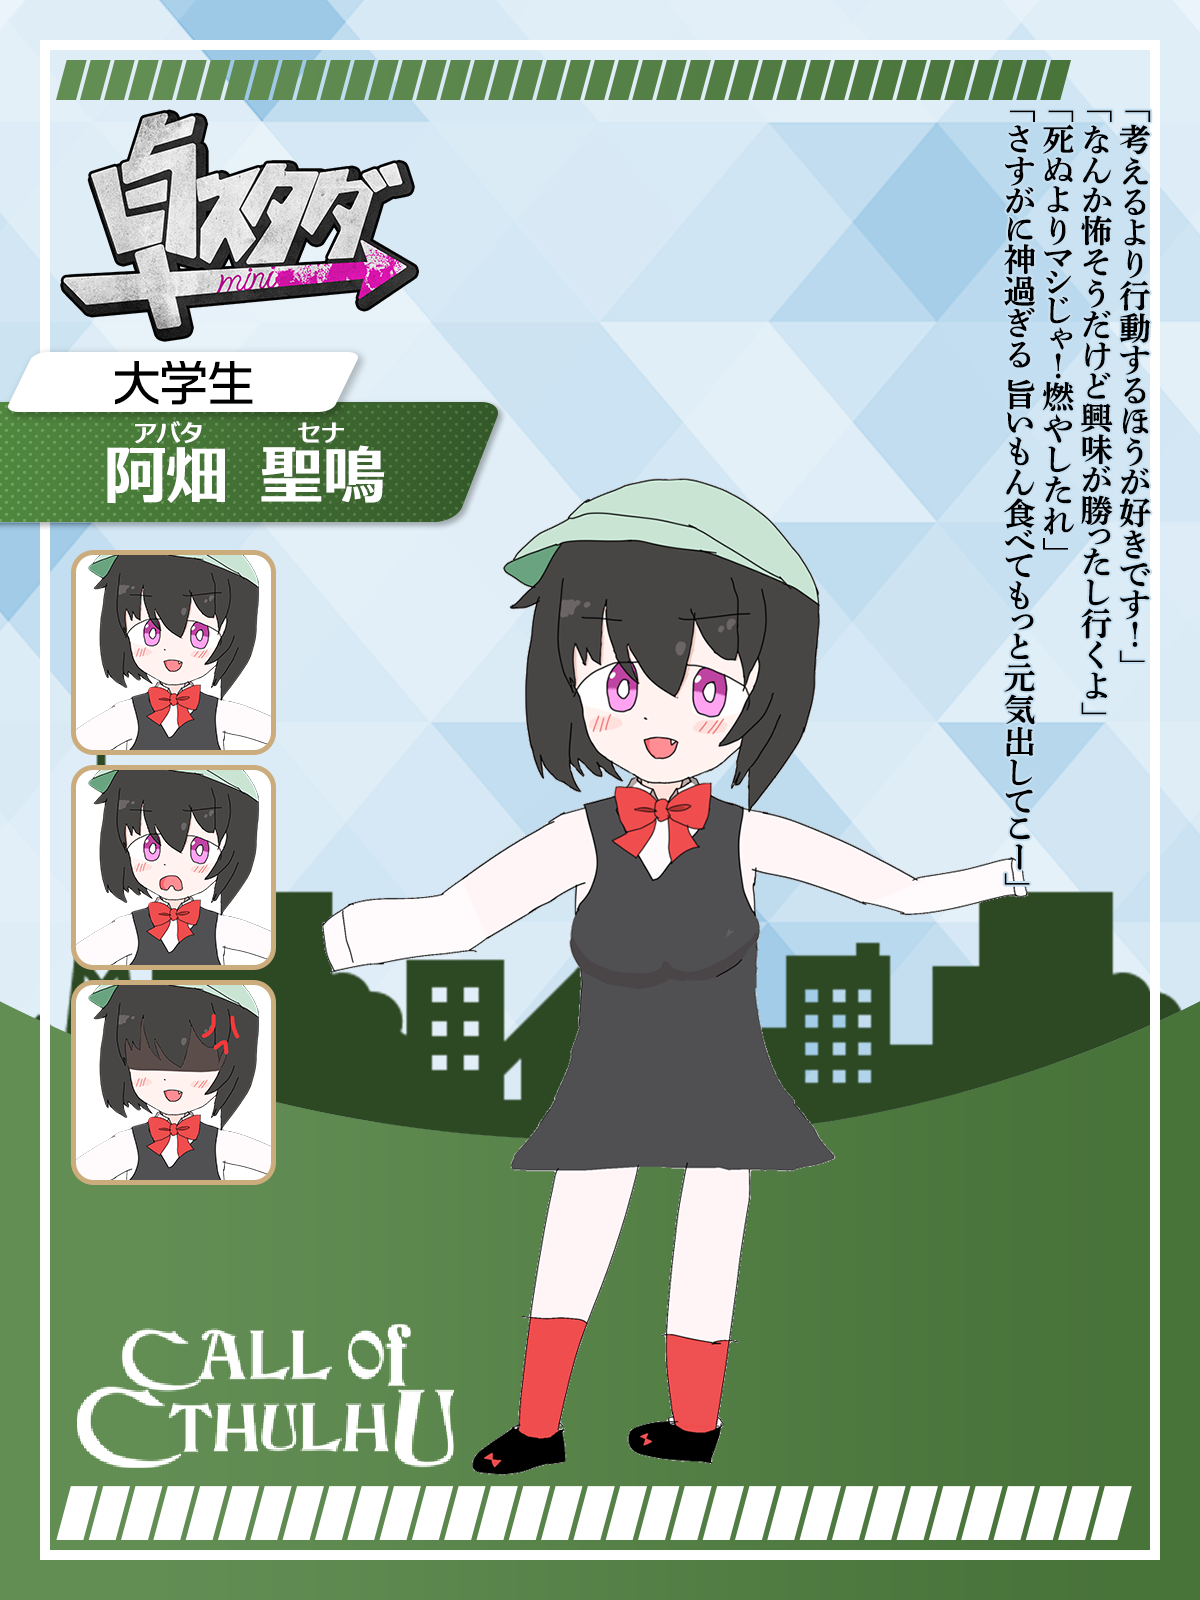 卓スタダ
mini
大学生
アバタ セナ
阿畑 聖鳴
「考えるより行動するほうが好きです！」
「なんか怖そうだけど興味が勝ったし行くよ」
「死ぬよりマシじゃ！燃やしたれ」
「さすがに神過ぎる 旨いもん食べてもっと元気出してこー」
CALL of
CTHULHU